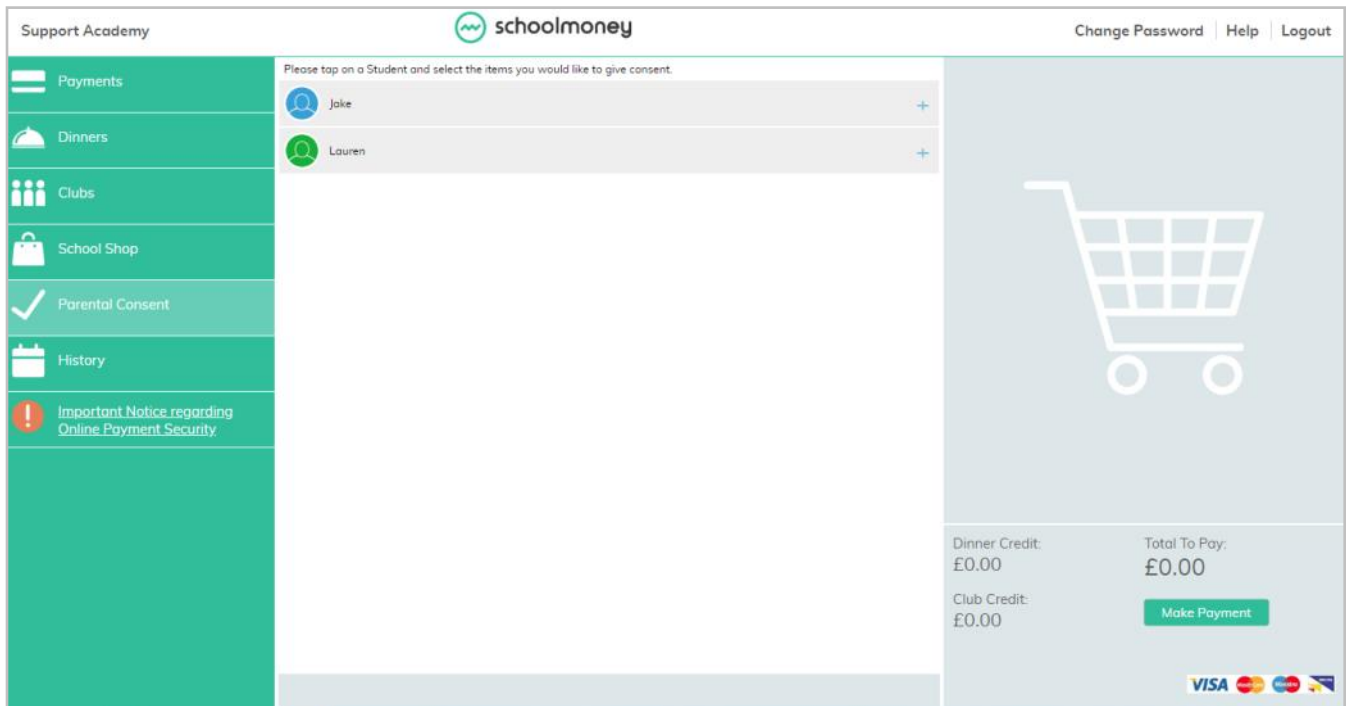 Support Academy
schoolmoney
Change Password
Help
Logout
Payments
Dinners
Clubs
School Shop
Parental Consent
History
Important Notice regarding
Online Payment Security
Please tap on a Student and select the items you would like to give consent.
Jake
+
Lauren
+
Dinner Credit:
£0.00
Total To Pay:
£0.00
Club Credit:
£0.00
Make Payment
VISA
MasterCard
Maestro